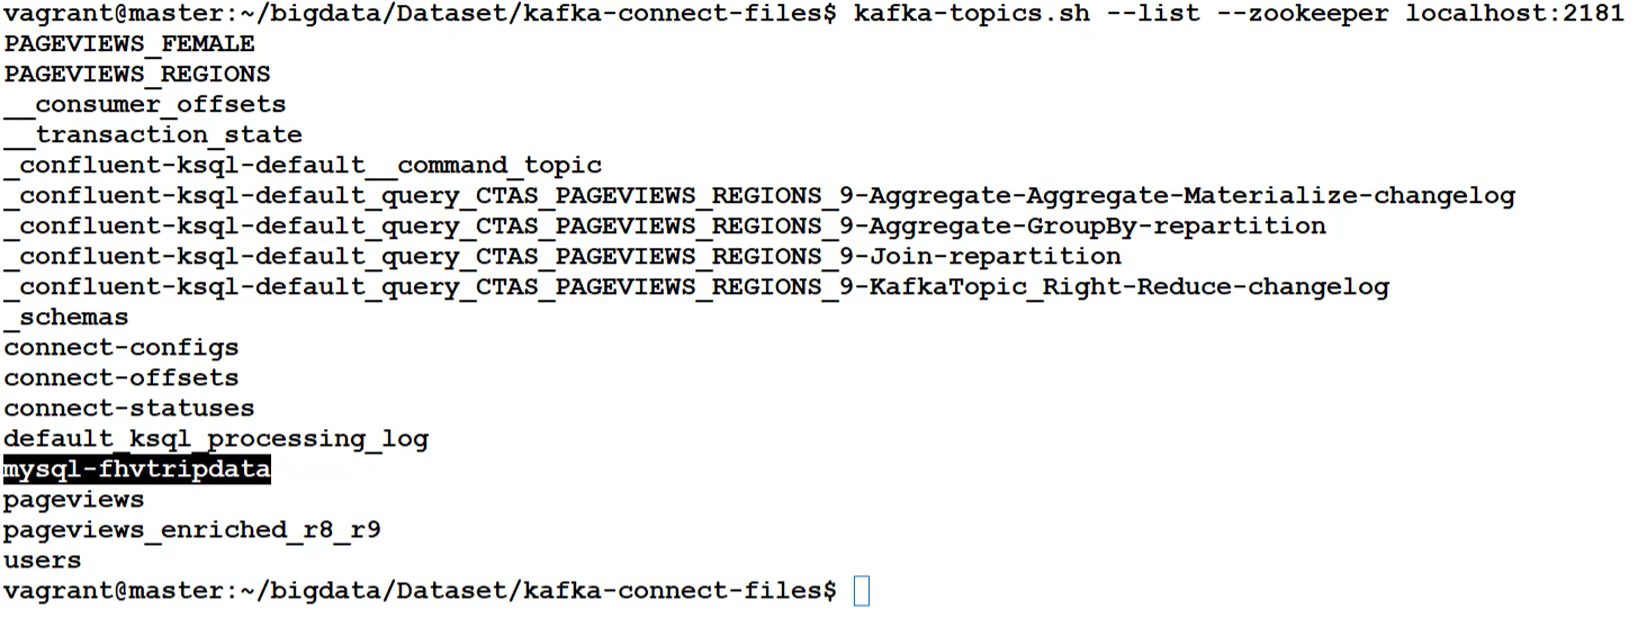 vagrant@master:~/bigdata/Dataset/kafka-connect-files$ kafka-topics.sh --list --zookeeper localhost:2181
PAGEVIEWS_FEMALE
PAGEVIEWS_REGIONS
__consumer_offsets
__transaction_state
_confluent-ksql-default__command_topic
_confluent-ksql-default_query_CTAS_PAGEVIEWS_REGIONS_9-Aggregate-Aggregate-Materialize-changelog
_confluent-ksql-default_query_CTAS_PAGEVIEWS_REGIONS_9-Aggregate-GroupBy-repartition
_confluent-ksql-default_query_CTAS_PAGEVIEWS_REGIONS_9-Join-repartition
_confluent-ksql-default_query_CTAS_PAGEVIEWS_REGIONS_9-KafkaTopic_Right-Reduce-changelog
_schemas
connect-configs
connect-offsets
connect-statuses
default_ksql_processing_log
mysql-fhvtripdata
pageviews
pageviews_enriched_r8_r9
users
vagrant@master:~/bigdata/Dataset/kafka-connect-files$